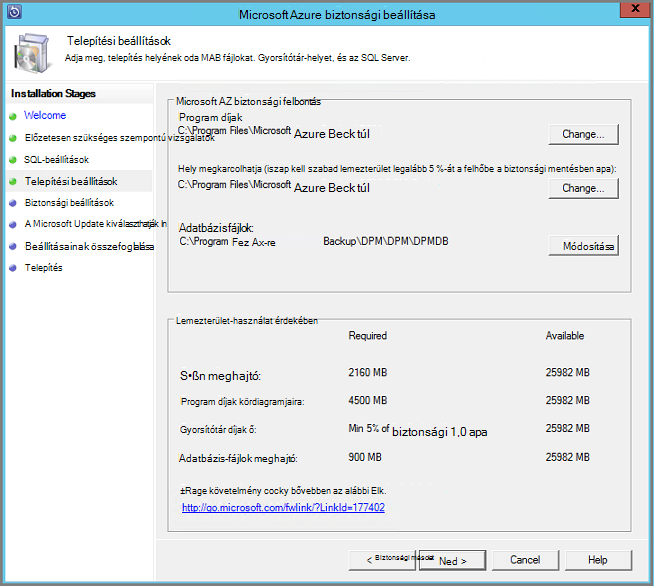 Microsoft Azure biztonsági beállítása
x
Telepítési beállítások
Adja meg, telepítés helyének oda MAB fájlokat. Gyorsítótár-helyet, és az SQL Server.
Installation Stages
Welcome
Előzetesen szükséges szempontú vizsgálatok
SQL-beállítások
Telepítési beállítások
Biztonsági beállítások
A Microsoft Update
Beállításainak
Telepítés
Microsoft AZ biztonsági felbontás
Program díjak
C:\Program Files\Microsoft Azure Beck túl
Change...
Hely megkarcolhatja (iszap kell szabad lemezterület legalább 5 %-át a felhőbe a biztonsági mentésben apa):
C:\Program Files\Microsoft Azure Beck túl
Change...
Adatbázisfájlok:
C:\Program Fez Ax-re Backup\DPM\DPM\DPMDB
Módosítása
Lemezterület-használat érdekében
Required Available
S•ßn meghajtó: 2160 MB 25982 MB
Program díjak kördiagramjaira: 4500 MB 25982 MB
Gyorsítótár díjak ő: Min 5% of biztonsági 1,0 apa 25982 MB
Adatbázis-fájlok meghajtó: 900 MB 25982 MB
±Rage követelmény cocky bővebben az alábbi Elk.
http://go.microsoft.com/fwlink/?LinkId=177402
< Biztonsági Ned > Cancel Help